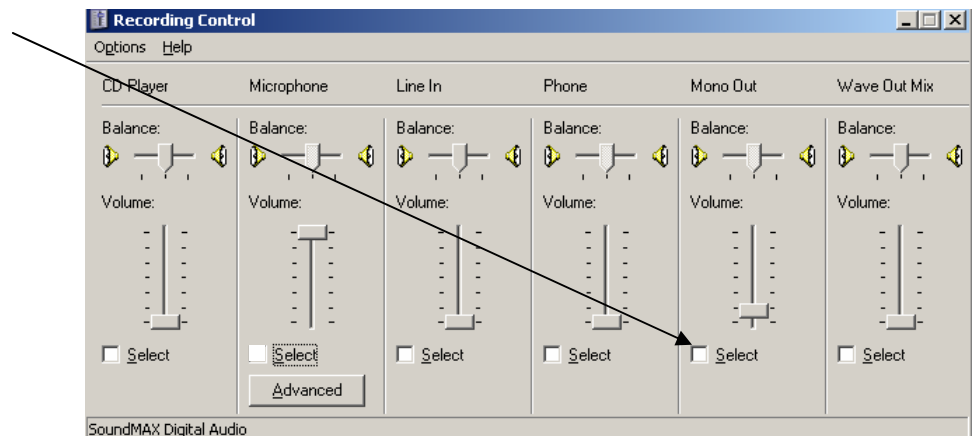 Recording Control
Options Help
CD Player Microphone Line In Phone Mono Out Wave Out Mix
Balance: Balance: Balance: Balance: Balance: Balance:
Volume: Volume: Volume: Volume: Volume: Volume:
Select Select Select Select Select Select
Advanced
SoundMAX Digital Audio